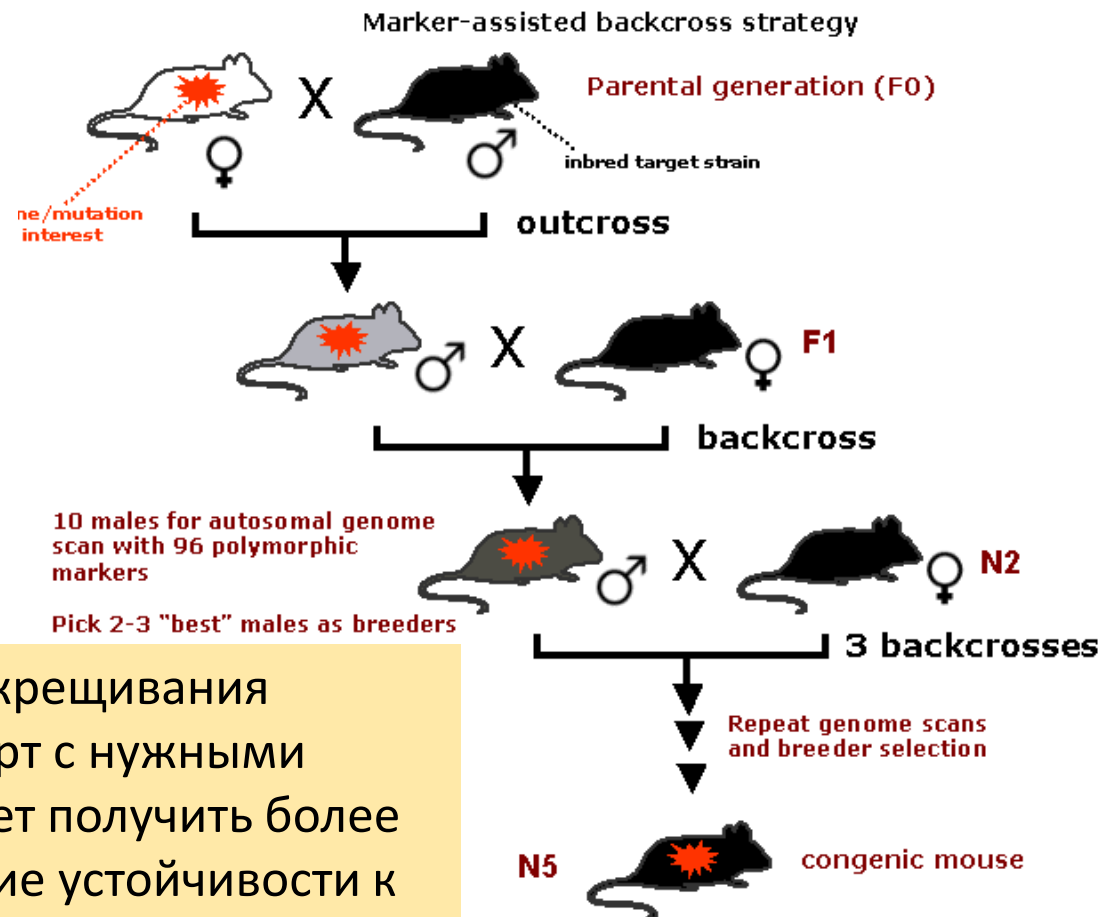 Marker-assisted backcross strategy
X
Parental generation (F0)
inbred target strain
ne/mutation
interest
outcross
X
F1
backcross
10 males for autosomal genome
scan with 96 polymorphic
markers
X
N2
Pick 2-3 "best" males as breeders
3 backcrosses
крещивания
рт с нужными
ет получить более
ие устойчивости к
Repeat genome scans
and breeder selection
N5
congenic mouse